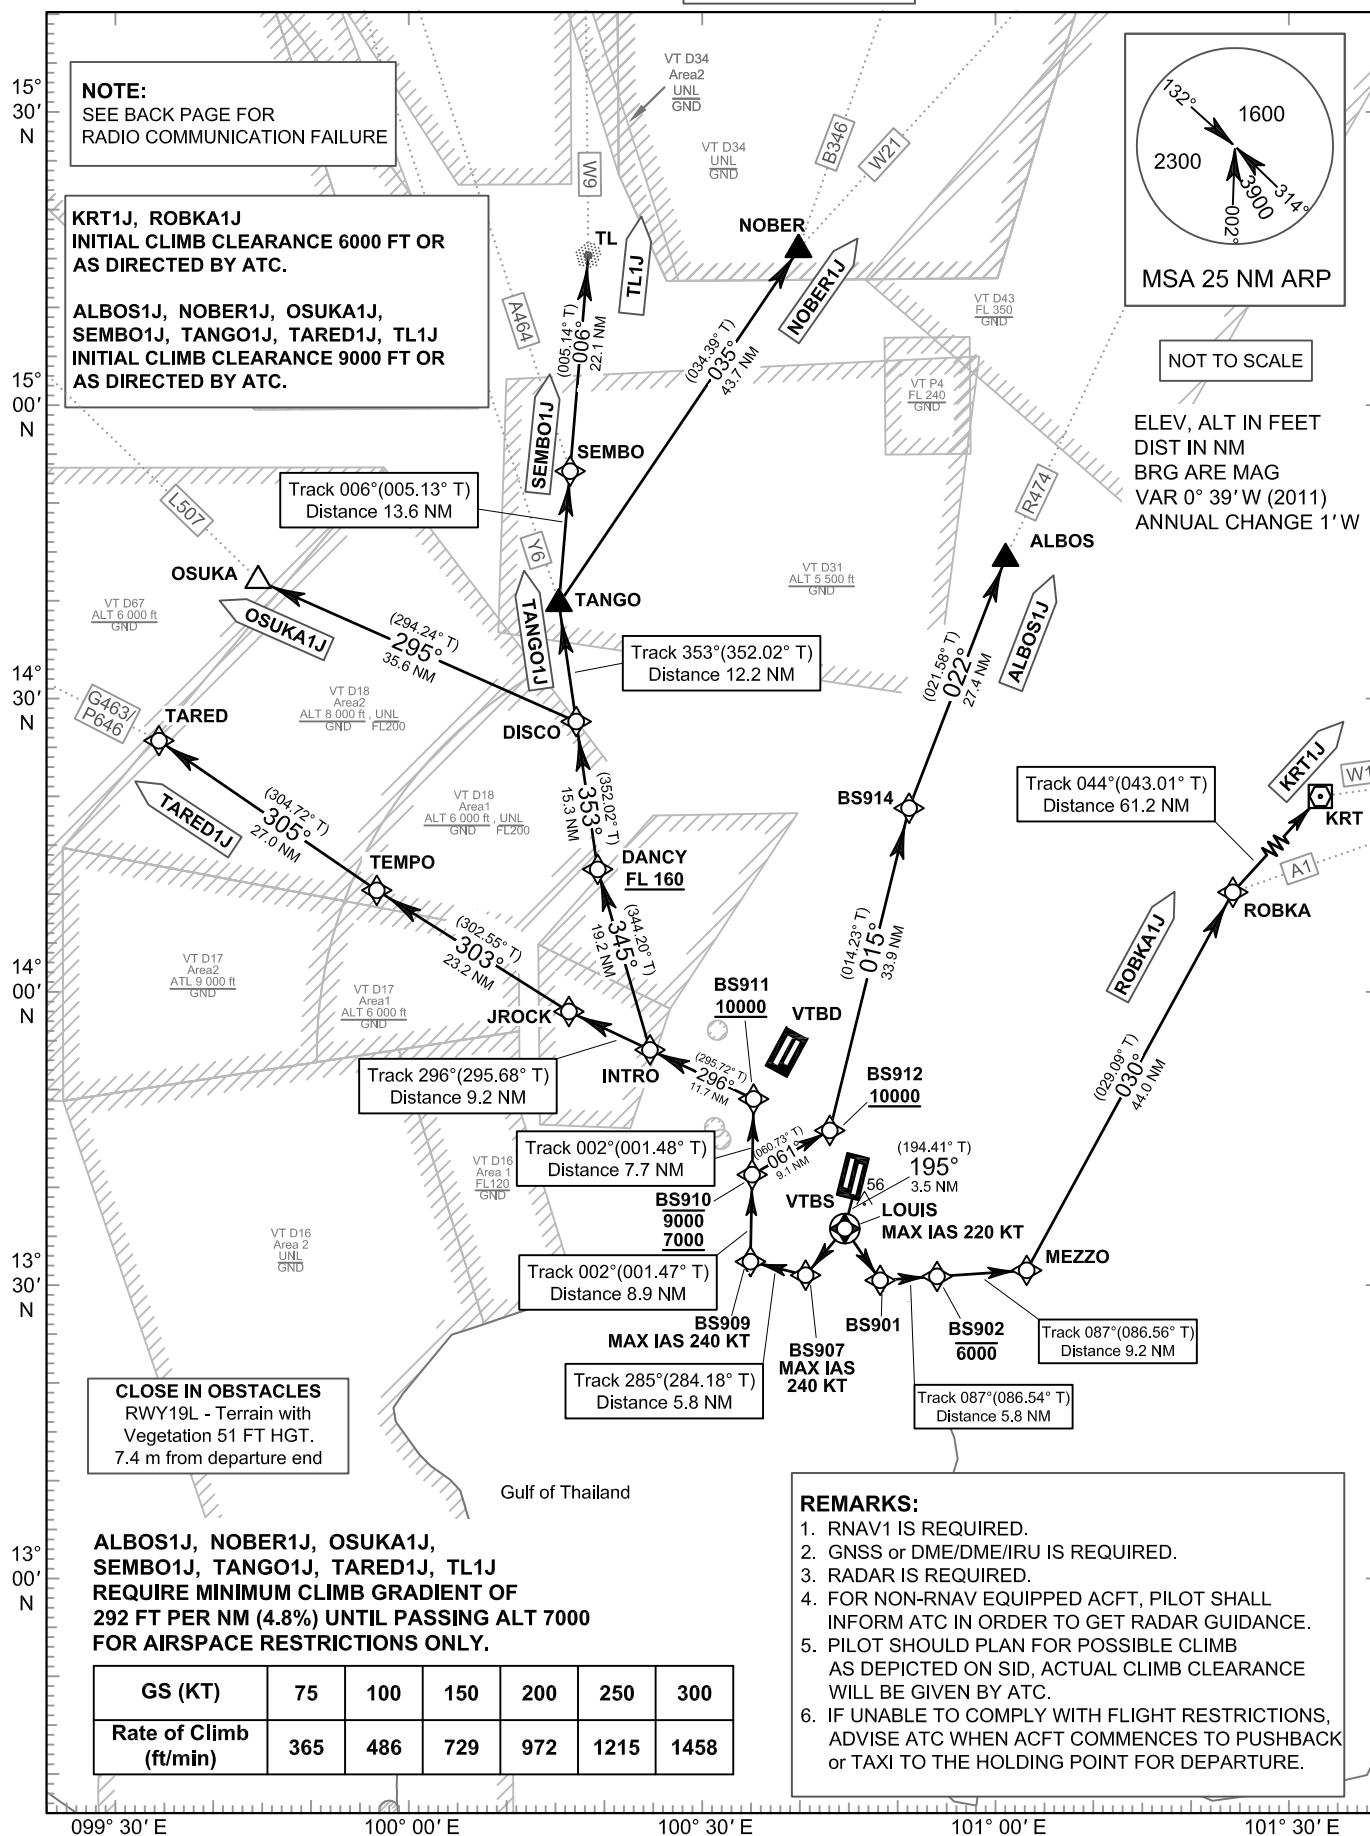 NOTE:
SEE BACK PAGE FOR
RADIO COMMUNICATION FAILURE
KRT1J, ROBKA1J
INITIAL CLIMB CLEARANCE 6000 FT OR
AS DIRECTED BY ATC.
ALBOS1J, NOBER1J, OSUKA1J,
SEMBO1J, TANGO1J, TARED1J, TL1J
INITIAL CLIMB CLEARANCE 9000 FT OR
AS DIRECTED BY ATC.
15°
30′
N
15°
00′
N
14°
30′
N
14°
00′
N
13°
30′
N
13°
00′
N
VT D34
Area2
UNL
GND
VT D34
UNL
GND
B346
W21
W9
A464
L507
Y6
R474
132°
1600
2300
3900
314°
002°
MSA 25 NM ARP
NOT TO SCALE
ELEV, ALT IN FEET
DIST IN NM
BRG ARE MAG
VAR 0° 39′ W (2011)
ANNUAL CHANGE 1′ W
NOBER
TL
TL1J
NOBER1J
VT D43
FL 350
GND
VT P4
FL 240
GND
(005.14° T)
006°
22.1 NM
(034.39° T)
035°
43.7 NM
SEMBO1J
SEMBO
Track 006°(005.13° T)
Distance 13.6 NM
ALBOS
OSUKA
TANGO
VT D31
ALT 5 500 ft
GND
VT D67
ALT 6 000 ft
GND
OSUKA1J
TANGO1J
ALBOS1J
(294.24° T)
295°
35.6 NM
Track 353°(352.02° T)
Distance 12.2 NM
(021.58° T)
022°
27.4 NM
G463/
P646
TARED
VT D18
Area2
ALT 8 000 ft , UNL
GND FL200
DISCO
TARED1J
(304.72° T)
305°
27.0 NM
VT D18
Area1
ALT 6 000 ft , UNL
GND FL200
(352.02° T)
353°
15.3 NM
BS914
Track 044°(043.01° T)
Distance 61.2 NM
KRT1J
W1
KRT
A1
ROBKA
ROBKA1J
TEMPO
DANCY
FL 160
(344.20° T)
345°
19.2 NM
(302.55° T)
303°
23.2 NM
(014.23° T)
015°
33.9 NM
VT D17
Area2
ATL 9 000 ft
GND
VT D17
Area1
ALT 6 000 ft
GND
JROCK
BS911
10000
VTBD
INTRO
(295.72° T)
296°
11.7 NM
Track 296°(295.68° T)
Distance 9.2 NM
BS912
10000
(029.09° T)
030°
44.0 NM
Track 002°(001.48° T)
Distance 7.7 NM
(060.73° T)
061°
9.1 NM
(194.41° T)
195°
3.5 NM
56
VT D16
Area 1
FL120
GND
BS910
9000
7000
VTBS
LOUIS
MAX IAS 220 KT
VT D16
Area 2
UNL
GND
Track 002°(001.47° T)
Distance 8.9 NM
MEZZO
BS909
MAX IAS 240 KT
BS907
MAX IAS
240 KT
BS901
BS902
6000
Track 087°(086.56° T)
Distance 9.2 NM
Track 285°(284.18° T)
Distance 5.8 NM
Track 087°(086.54° T)
Distance 5.8 NM
CLOSE IN OBSTACLES
RWY19L - Terrain with
Vegetation 51 FT HGT.
7.4 m from departure end
Gulf of Thailand
ALBOS1J, NOBER1J, OSUKA1J,
SEMBO1J, TANGO1J, TARED1J, TL1J
REQUIRE MINIMUM CLIMB GRADIENT OF
292 FT PER NM (4.8%) UNTIL PASSING ALT 7000
FOR AIRSPACE RESTRICTIONS ONLY.
GS (KT) 75 100 150 200 250 300
Rate of Climb
(ft/min) 365 486 729 972 1215 1458
REMARKS:
1. RNAV1 IS REQUIRED.
2. GNSS or DME/DME/IRU IS REQUIRED.
3. RADAR IS REQUIRED.
4. FOR NON-RNAV EQUIPPED ACFT, PILOT SHALL
INFORM ATC IN ORDER TO GET RADAR GUIDANCE.
5. PILOT SHOULD PLAN FOR POSSIBLE CLIMB
AS DEPICTED ON SID, ACTUAL CLIMB CLEARANCE
WILL BE GIVEN BY ATC.
6. IF UNABLE TO COMPLY WITH FLIGHT RESTRICTIONS,
ADVISE ATC WHEN ACFT COMMENCES TO PUSHBACK
or TAXI TO THE HOLDING POINT FOR DEPARTURE.
099° 30′ E
100° 00′ E
100° 30′ E
101° 00′ E
101° 30′ E